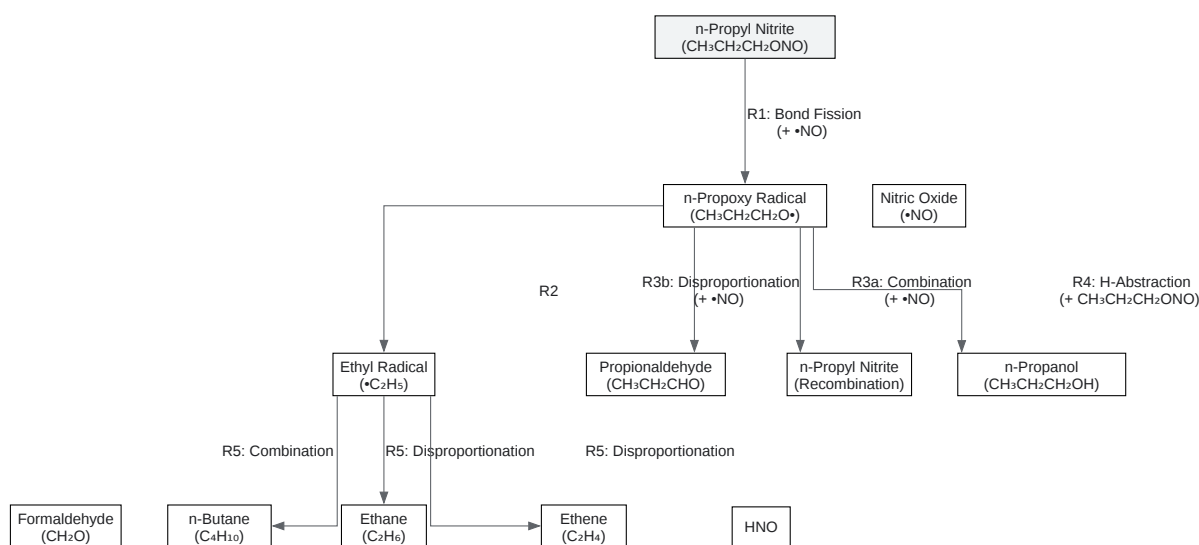 n-Propyl Nitrite
(CH₃CH₂CH₂ONO)
R1: Bond Fission
(+ •NO)
n-Propoxy Radical
(CH₃CH₂CH₂O•)
Nitric Oxide
(•NO)
R2
R3b: Disproportionation
(+ •NO)
R3a: Combination
(+ •NO)
R4: H-Abstraction
(+ CH₃CH₂CH₂ONO)
Ethyl Radical
(•C₂H₅)
Propionaldehyde
(CH₃CH₂CHO)
n-Propyl Nitrite
(Recombination)
n-Propanol
(CH₃CH₂CH₂OH)
R5: Combination
R5: Disproportionation
R5: Disproportionation
Formaldehyde
(CH₂O)
n-Butane
(C₄H₁₀)
Ethane
(C₂H₆)
Ethene
(C₂H₄)
HNO